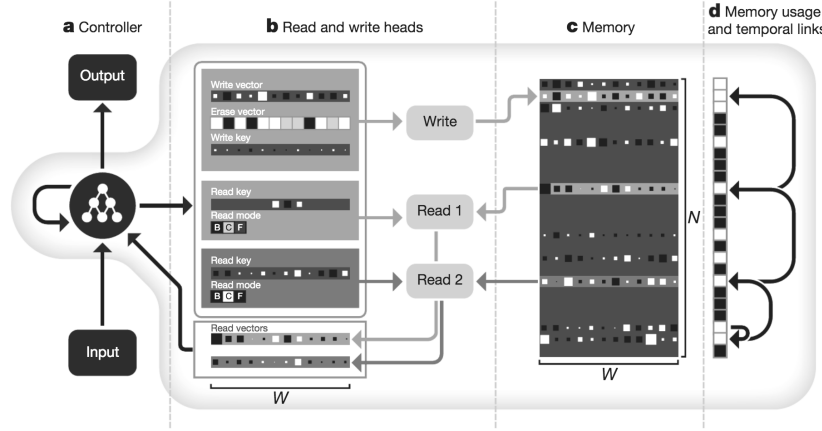 a Controller
b Read and write heads
c Memory
d Memory usage
and temporal links
Output
Input
Write vector
Erase vector
Write key
Read key
Read mode
B C F
Read key
Read mode
B C F
Read vectors
W
Write
Read 1
Read 2
N
W